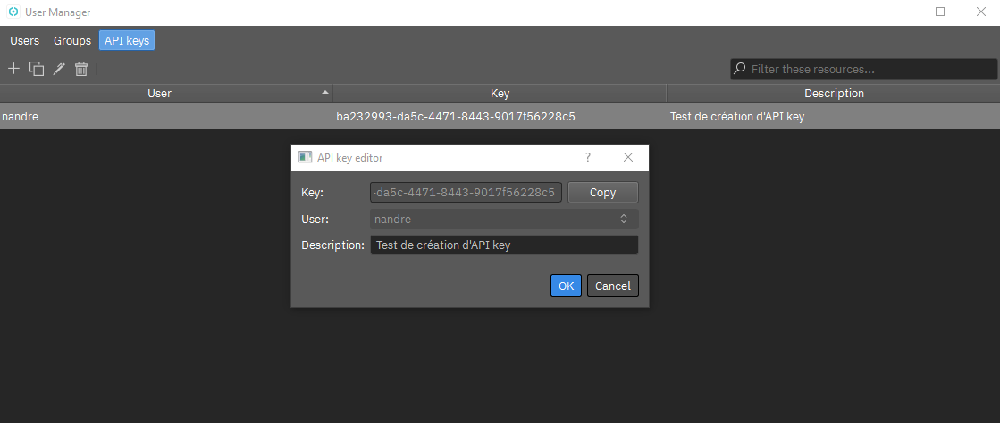 User Manager
Users Groups API keys
Filter these resources...
User Key Description
nandre ba232993-da5c-4471-8443-9017f56228c5 Test de création d'API key
API key editor ?
Key: -da5c-4471-8443-9017f56228c5 Copy
User: nandre
Description: Test de création d'API key
OK Cancel